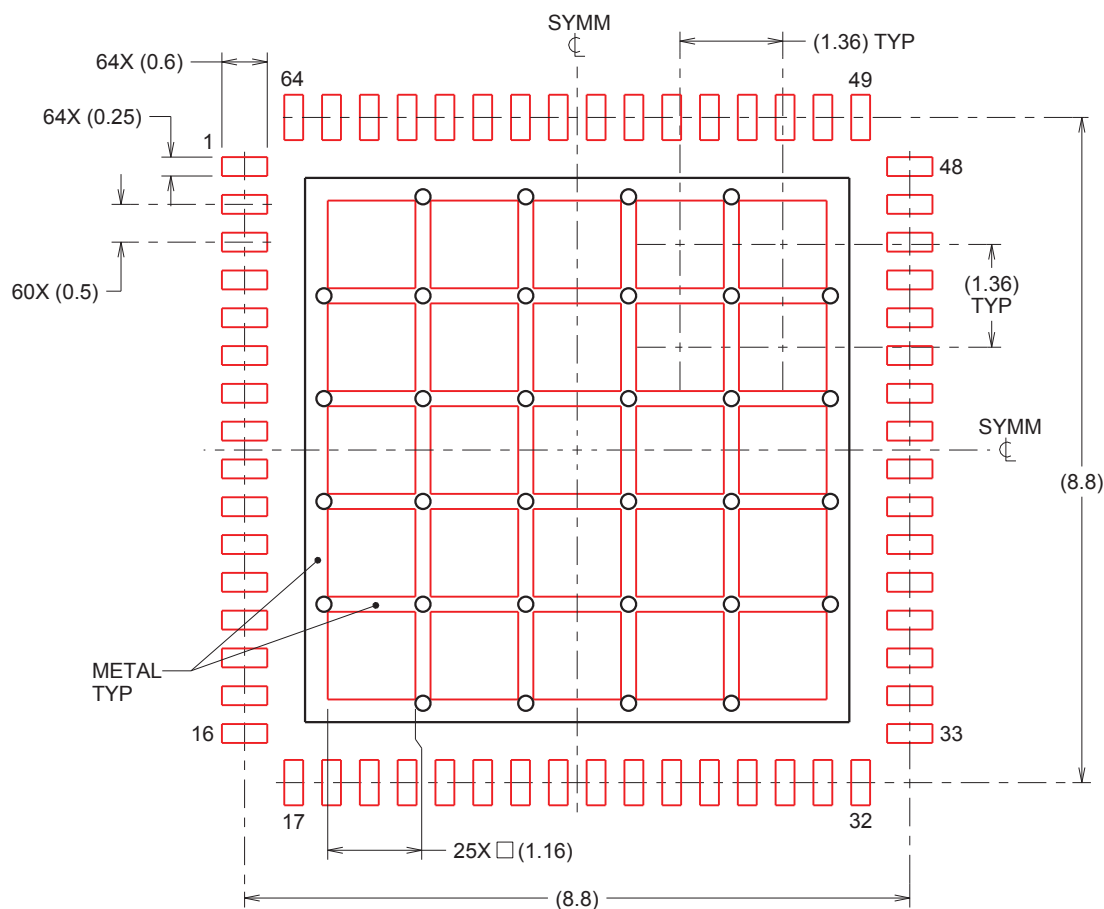 SYMM
℄
(1.36) TYP
64X (0.6)
64
49
64X (0.25)
1
48
60X (0.5)
(1.36)
TYP
SYMM
℄
(8.8)
METAL
TYP
16
33
17
32
25X □ (1.16)
(8.8)